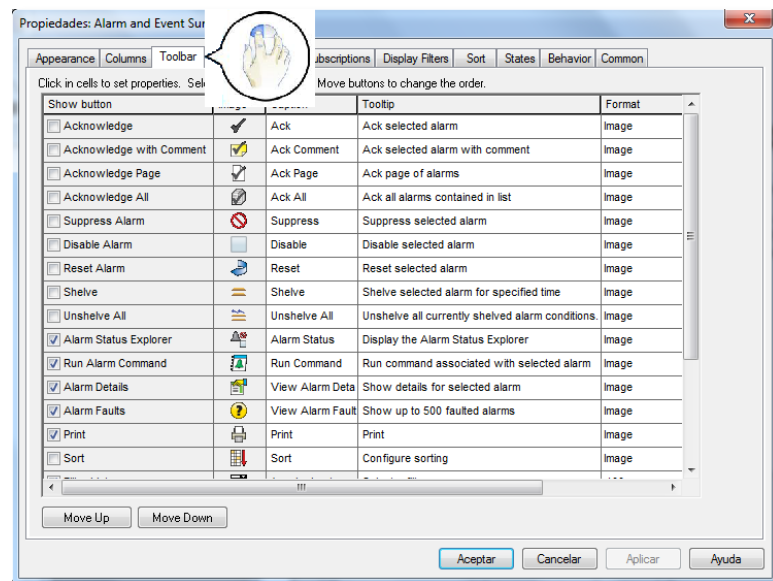 Propiedades: Alarm and Event Sur
Appearance Columns Toolbar ubscriptions Display Filters Sort States Behavior Common
Click in cells to set properties. Sele Move buttons to change the order.
Show button Tooltip Format
Acknowledge Ack Ack selected alarm Image
Acknowledge with Comment Ack Comment Ack selected alarm with comment Image
Acknowledge Page Ack Page Ack page of alarms Image
Acknowledge All Ack All Ack all alarms contained in list Image
Suppress Alarm Suppress Suppress selected alarm Image
Disable Alarm Disable Disable selected alarm Image
Reset Alarm Reset Reset selected alarm Image
Shelve Shelve Shelve selected alarm for specified time Image
Unshelve All Unshelve All Unshelve all currently shelved alarm conditions. Image
Alarm Status Explorer Alarm Status Display the Alarm Status Explorer Image
Run Alarm Command Run Command Run command associated with selected alarm Image
Alarm Details View Alarm Deta Show details for selected alarm Image
Alarm Faults View Alarm Fault Show up to 500 faulted alarms Image
Print Print Print Image
Sort Sort Configure sorting Image
Move Up Move Down
Aceptar Cancelar Aplicar Ayuda